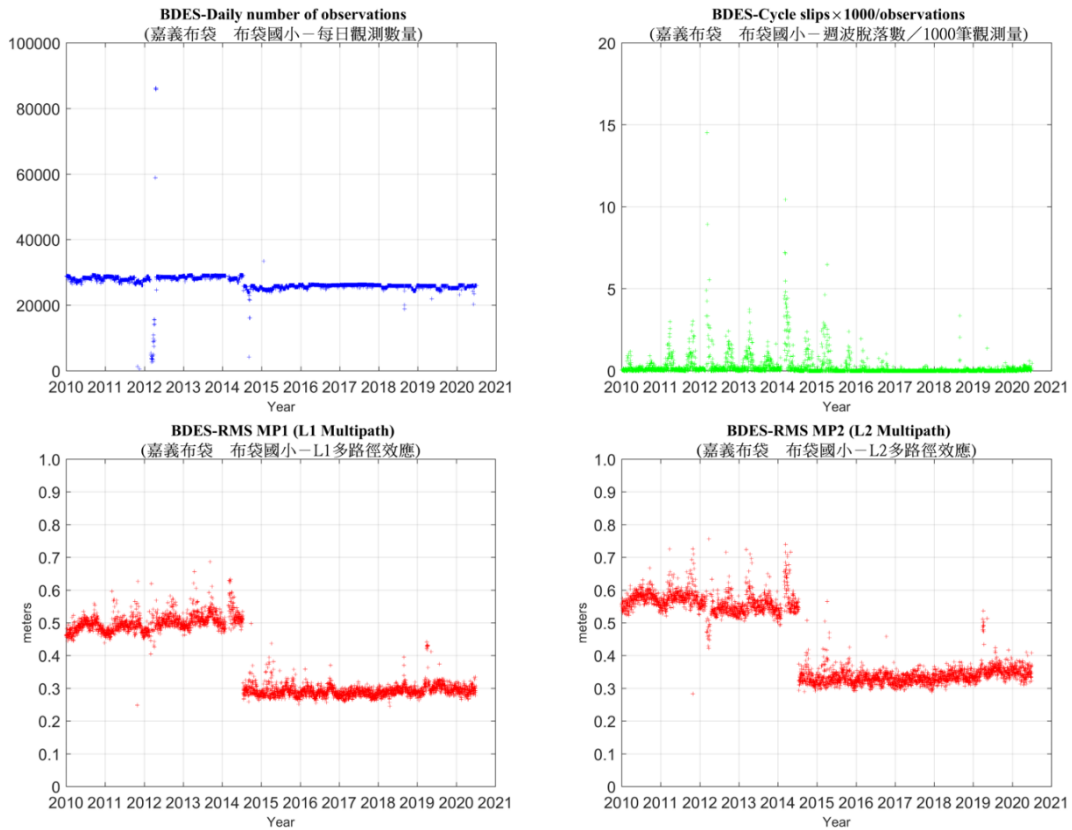 BDES-Daily number of observations
(嘉義布袋 布袋國小－每日觀測數量)
100000
80000
60000
40000
20000
0
2010 2011 2012 2013 2014 2015 2016 2017 2018 2019 2020 2021
Year
BDES-Cycle slips×1000/observations
(嘉義布袋 布袋國小－週波脫落數／1000筆觀測量)
20
15
10
5
0
2010 2011 2012 2013 2014 2015 2016 2017 2018 2019 2020 2021
Year
BDES-RMS MP1 (L1 Multipath)
(嘉義布袋 布袋國小－L1多路徑效應)
1.0
0.9
0.8
0.7
0.6
0.5
0.4
0.3
0.2
0.1
0
meters
2010 2011 2012 2013 2014 2015 2016 2017 2018 2019 2020 2021
Year
BDES-RMS MP2 (L2 Multipath)
(嘉義布袋 布袋國小－L2多路徑效應)
1.0
0.9
0.8
0.7
0.6
0.5
0.4
0.3
0.2
0.1
0
meters
2010 2011 2012 2013 2014 2015 2016 2017 2018 2019 2020 2021
Year